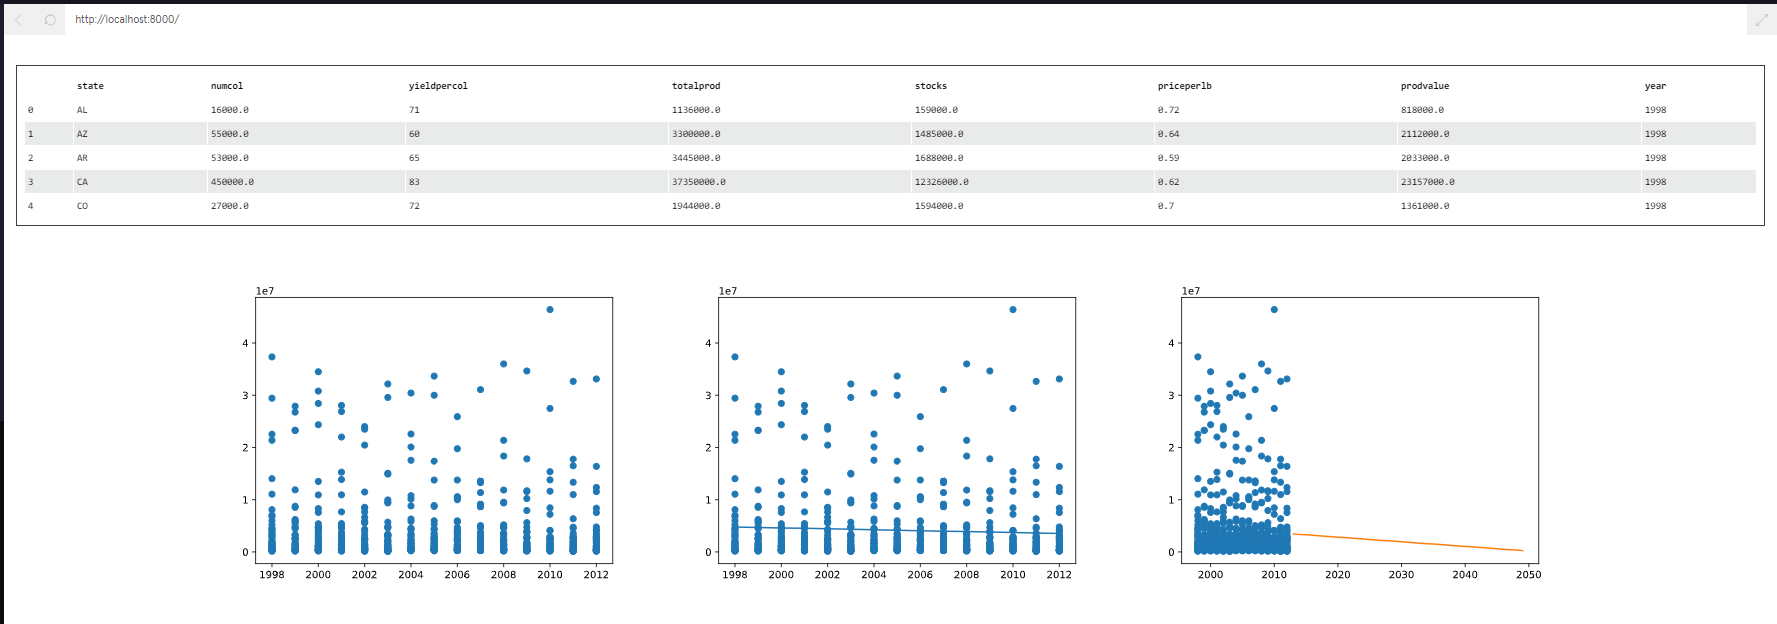 http://localhost:8000/
state numcol yieldpercol totalprod stocks priceperlb prodvalue year
0 AL 16000.0 71 1136000.0 159000.0 0.72 818000.0 1998
1 AZ 55000.0 60 3300000.0 1485000.0 0.64 2112000.0 1998
2 AR 53000.0 65 3445000.0 1688000.0 0.59 2033000.0 1998
3 CA 450000.0 83 37350000.0 12326000.0 0.62 23157000.0 1998
4 CO 27000.0 72 1944000.0 1594000.0 0.7 1361000.0 1998
1e7
4
3
2
1
0
1998 2000 2002 2004 2006 2008 2010 2012
1e7
4
3
2
1
0
1998 2000 2002 2004 2006 2008 2010 2012
1e7
4
3
2
1
0
2000 2010 2020 2030 2040 2050